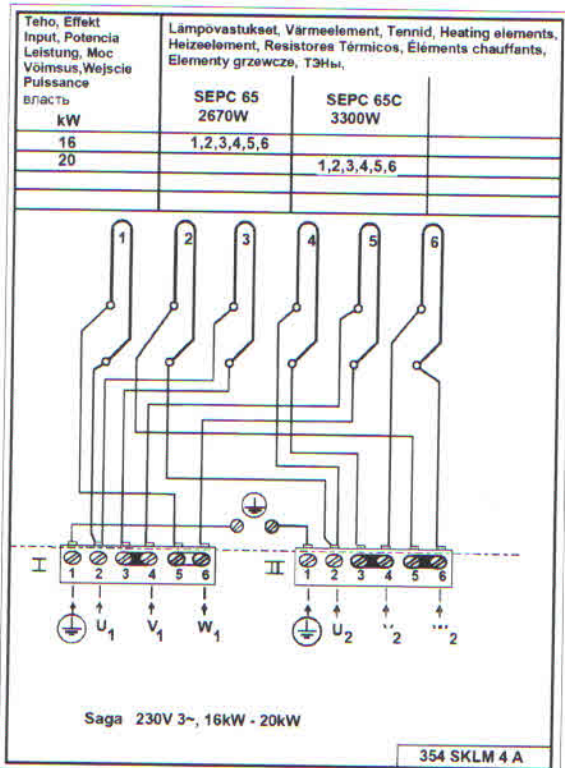 Teho, Effekt
Input, Potencia
Leistung, Moc
Võimsus,Wejscie
Puissance
власть
kW
Lämpövastukset, Värmeelement, Tennid, Heating elements,
Heizeelement, Resistores Térmicos, Éléments chauffants,
Elementy grzewcze, ТЭНы,
SEPC 65
2670W
SEPC 65C
3300W
16
1,2,3,4,5,6
20
1,2,3,4,5,6
1 2 3 4 5 6
I
1 2 3 4 5 6
II
1 2 3 4 5 6
U1 V1 W1
U2 2 2
Saga 230V 3~, 16kW - 20kW
354 SKLM 4 A